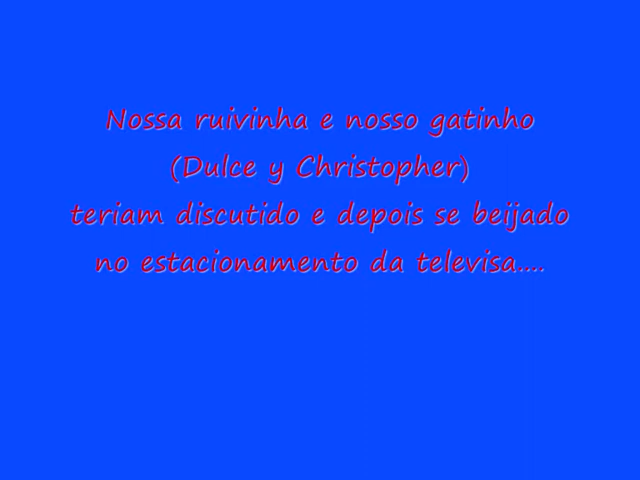 Nossa ruivinha e nosso gatinho
(Dulce y Christopher)
teriam discutido e depois se beijado
no estacionamento da televisa....